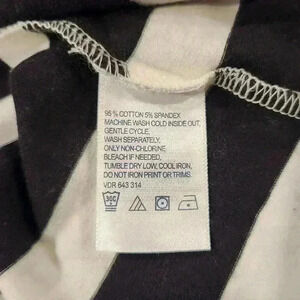 95% COTTON 5% SPANDEX
MACHINE WASH COLD INSIDE OUT,
GENTLE CYCLE,
WASH SEPARATELY,
ONLY NON-CHLORINE,
BLEACH IF NEEDED,
TUMBLE DRY LOW, COOL IRON,
DO NOT IRON PRINT OR TRIMS.
VDR 643 314
30C